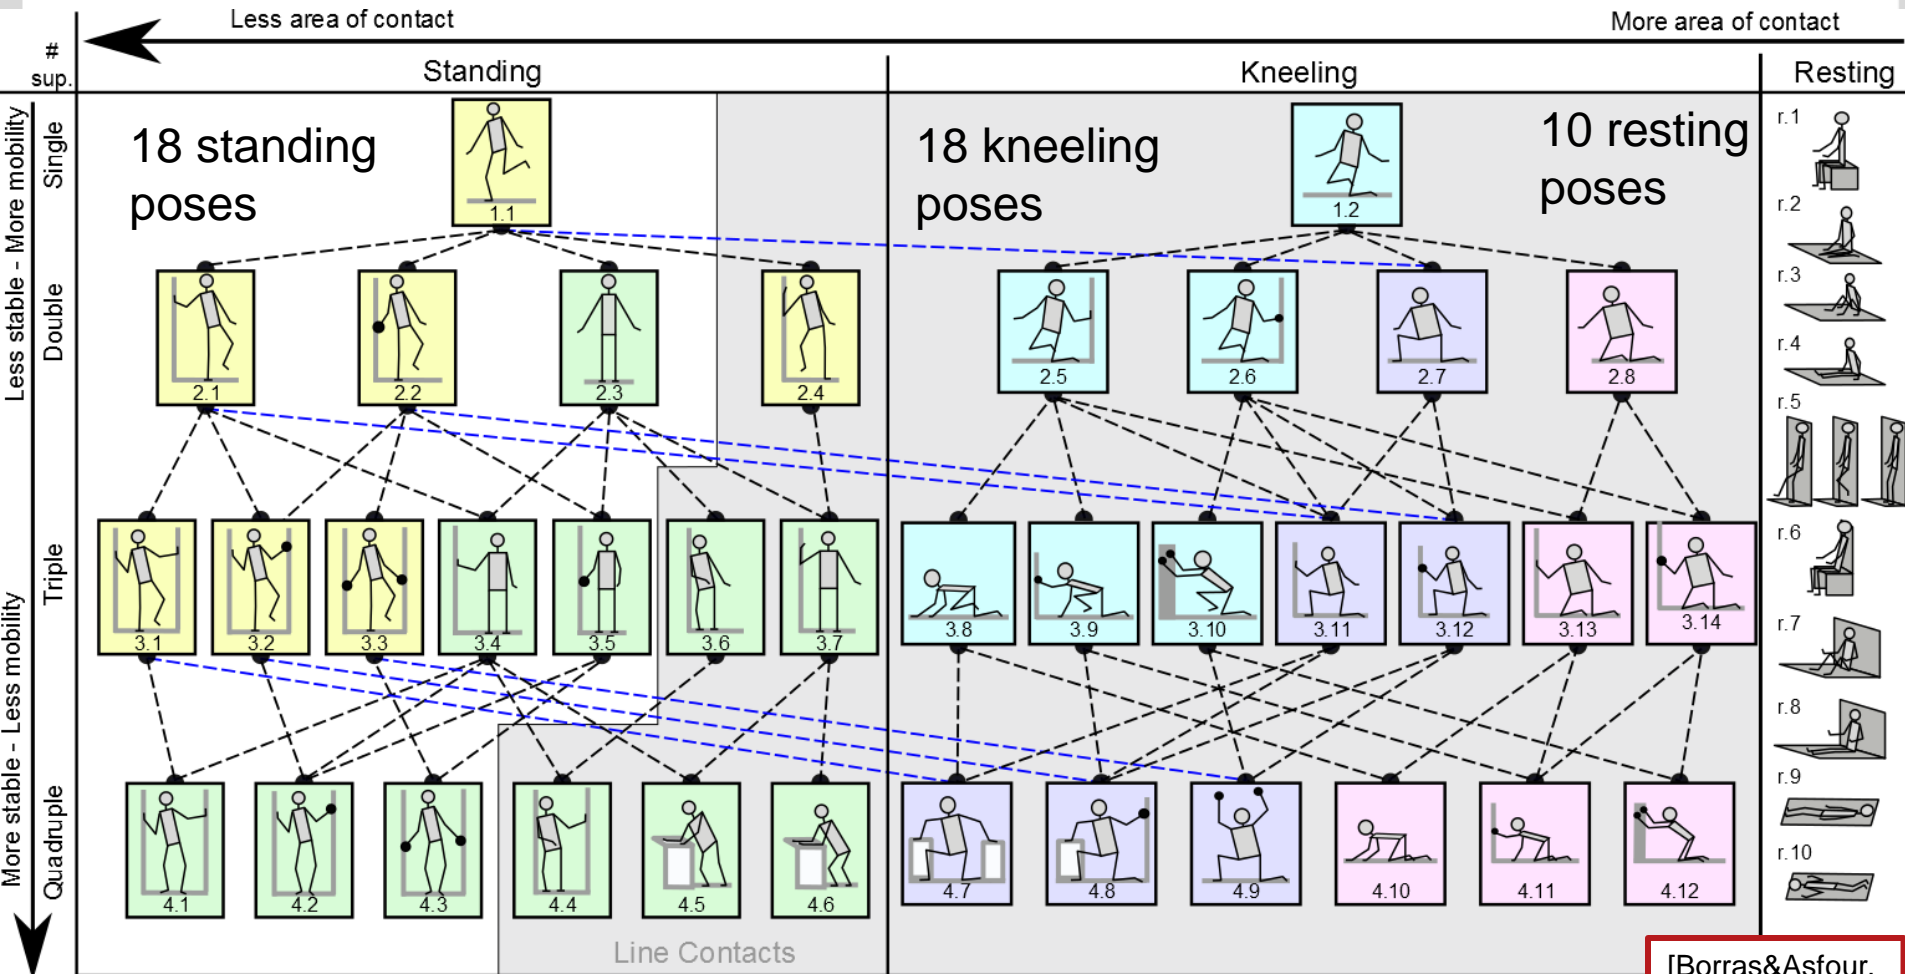 Less area of contact
More area of contact
#
sup.
Standing
Kneeling
Resting
Less stable - More mobility
More stable - Less mobility
Single
18 standing
poses
1.1
18 kneeling
poses
1.2
10 resting
poses
Double
2.1
2.2
2.3
2.4
2.5
2.6
2.7
2.8
Triple
3.1
3.2
3.3
3.4
3.5
3.6
3.7
3.8
3.9
3.10
3.11
3.12
3.13
3.14
Quadruple
4.1
4.2
4.3
4.4
4.5
4.6
4.7
4.8
4.9
4.10
4.11
4.12
Line Contacts
r.1
r.2
r.3
r.4
r.5
r.6
r.7
r.8
r.9
r.10
[Borras&Asfour,